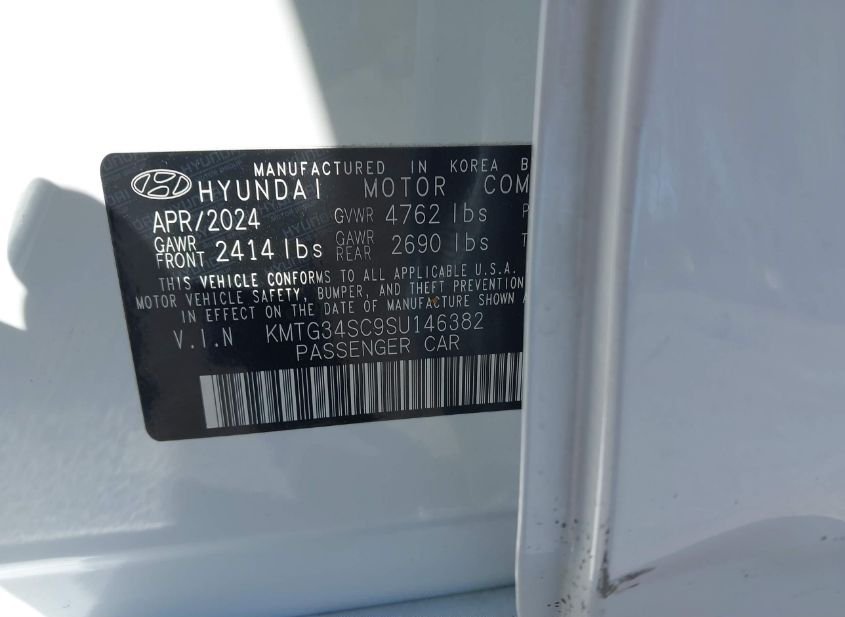 MANUFACTURED IN KOREA B
HYUNDAI MOTOR COM
APR/2024 GVWR 4762 lbs P
GAWR FRONT 2414 lbs GAWR REAR 2690 lbs T
THIS VEHICLE CONFORMS TO ALL APPLICABLE U.S.A.
MOTOR VEHICLE SAFETY, BUMPER, AND THEFT PREVENTION
IN EFFECT ON THE DATE OF MANUFACTURE SHOWN A
V.I.N KMTG34SC9SU146382
PASSENGER CAR